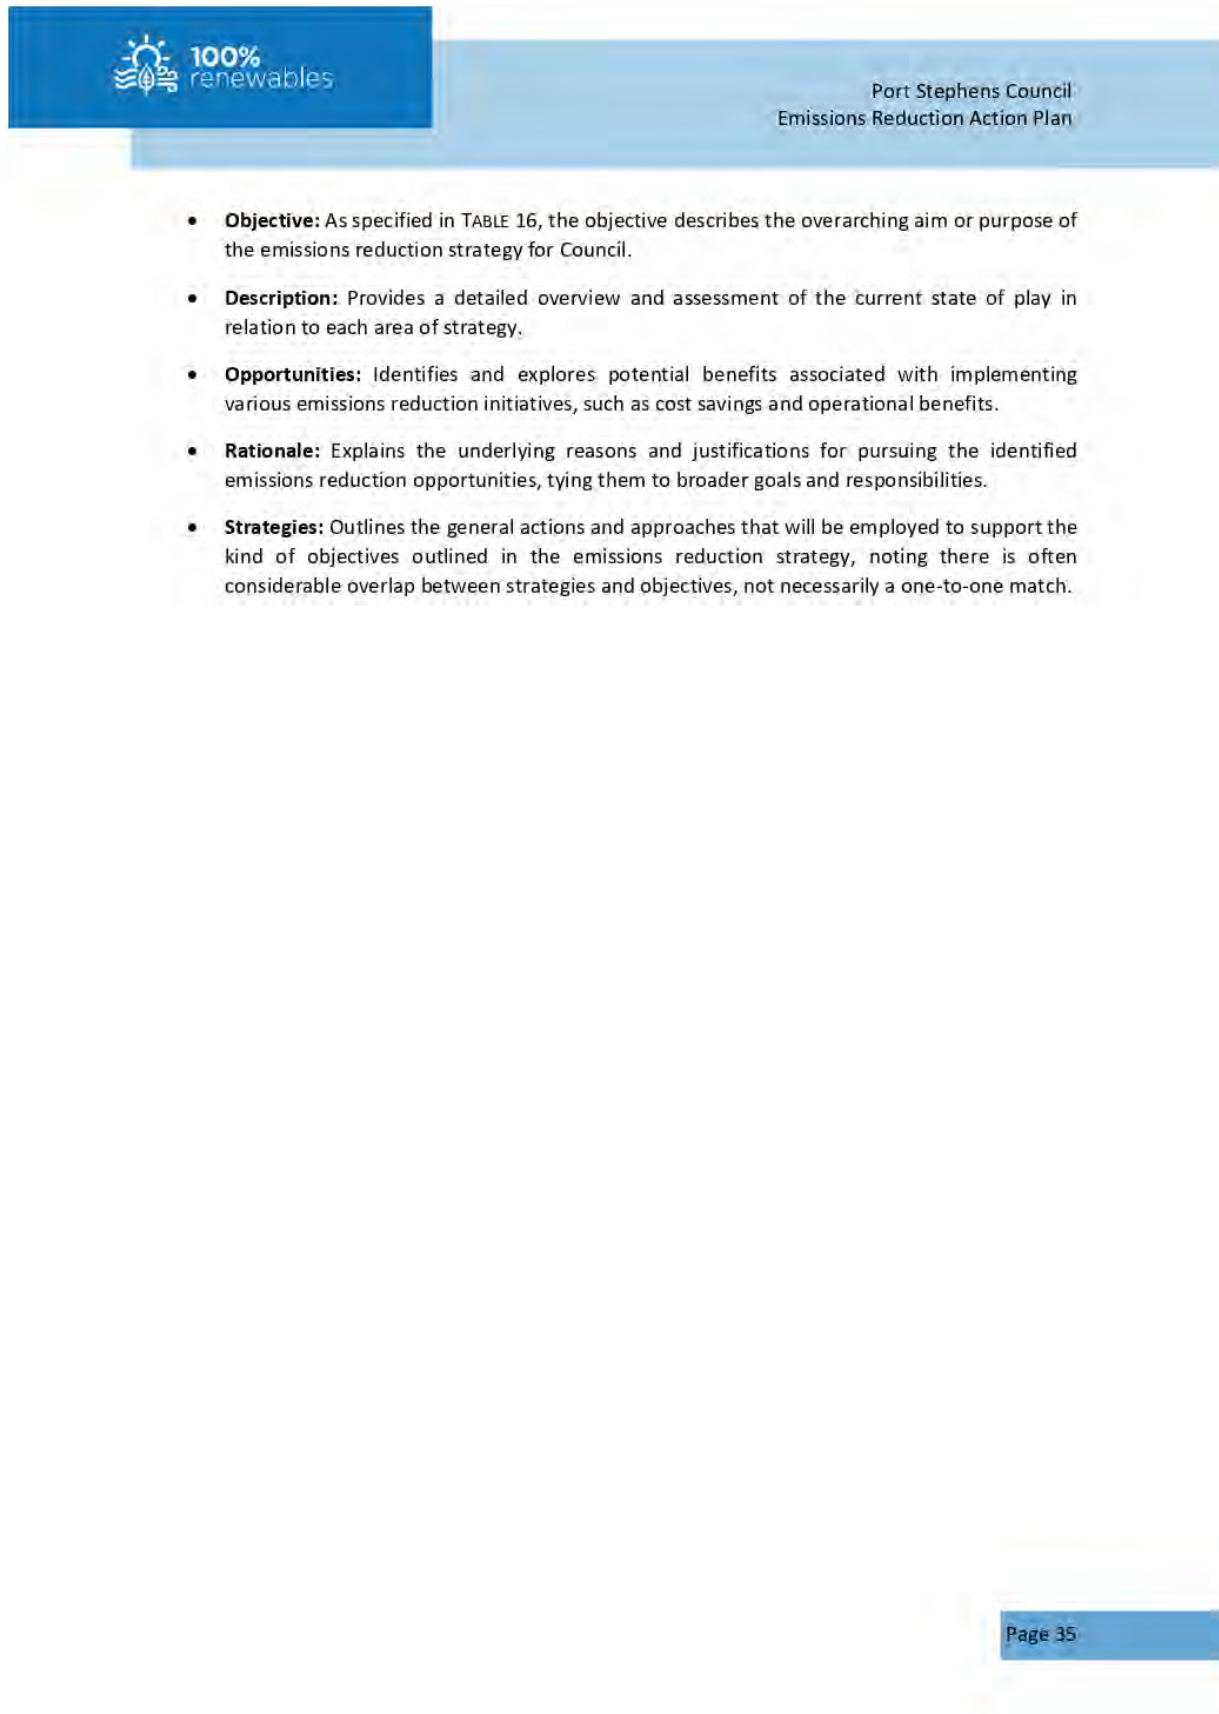 100%
renewables
Port Stephens Council
Emissions Reduction Action Plan
• Objective: As specified in TABLE 16, the objective describes the overarching aim or purpose of
the emissions reduction strategy for Council.
• Description: Provides a detailed overview and assessment of the current state of play in
relation to each area of strategy.
• Opportunities: Identifies and explores potential benefits associated with implementing
various emissions reduction initiatives, such as cost savings and operational benefits.
• Rationale: Explains the underlying reasons and justifications for pursuing the identified
emissions reduction opportunities, tying them to broader goals and responsibilities.
• Strategies: Outlines the general actions and approaches that will be employed to support the
kind of objectives outlined in the emissions reduction strategy, noting there is often
considerable overlap between strategies and objectives, not necessarily a one-to-one match.
Page 35